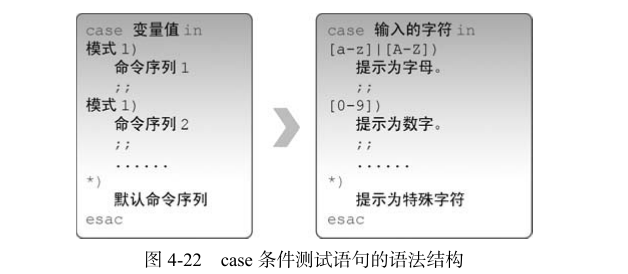 case 变量值 in
模式 1)
命令序列 1
;;
模式 1)
命令序列 2
;;
......
*)
默认命令序列
esac
case 输入的字符 in
[a-z]|[A-Z])
提示为字母。
;;
[0-9])
提示为数字。
;;
......
*)
提示为特殊字符
esac
图 4-22 case 条件测试语句的语法结构